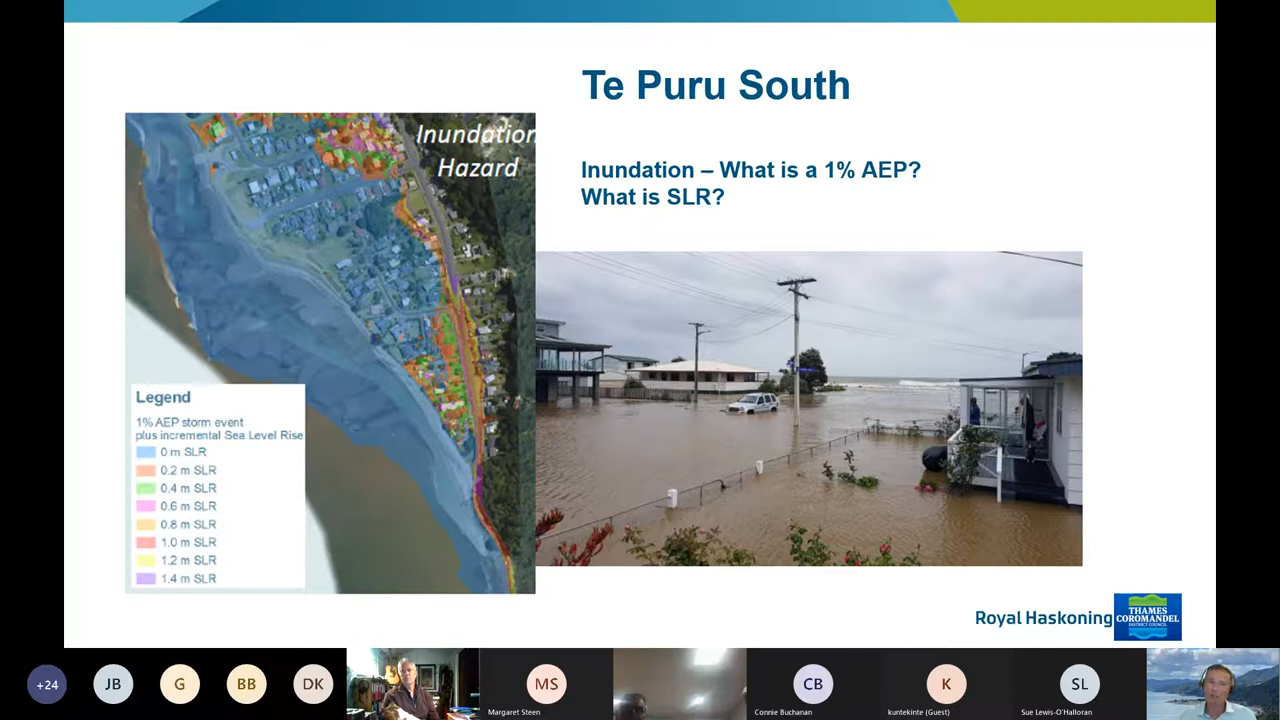 Te Puru South
Inundation
Hazard
Inundation – What is a 1% AEP?
What is SLR?
Legend
1% AEP storm event
plus incremental Sea Level Rise
0 m SLR
0.2 m SLR
0.4 m SLR
0.6 m SLR
0.8 m SLR
1.0 m SLR
1.2 m SLR
1.4 m SLR
Royal Haskoning
THAMES
COROMANDEL
DISTRICT COUNCIL
+24
JB
G
BB
DK
MS
Margaret Steen
CB
Connie Buchanan
K
kuntekinte (Guest)
SL
Sue Lewis-O'Halloran